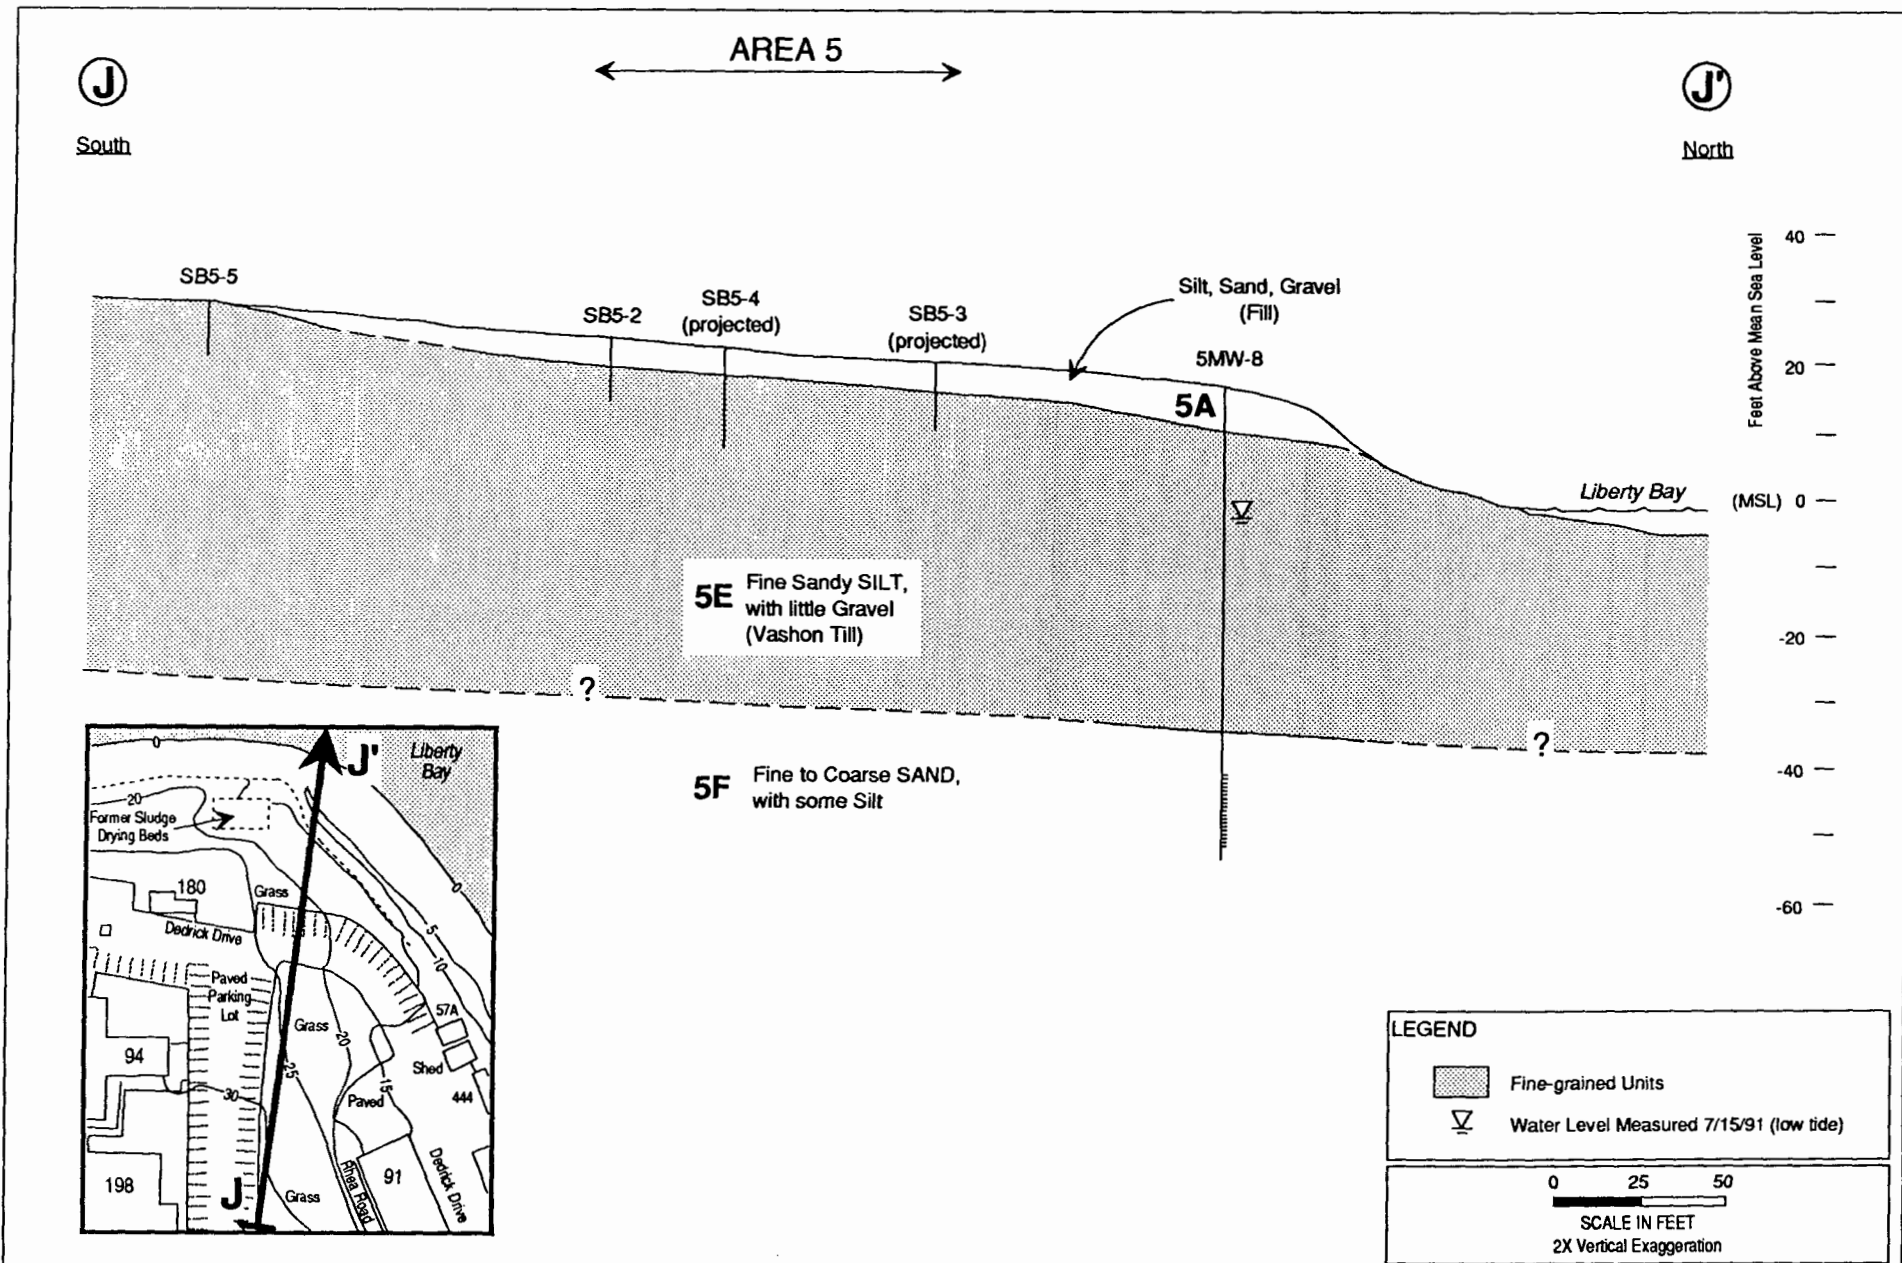 AREA 5
J
J'
South
North
SB5-5
SB5-2
SB5-4
(projected)
SB5-3
(projected)
Silt, Sand, Gravel
(Fill)
5MW-8
5A
Feet Above Mean Sea Level
40
20
(MSL) 0
-20
-40
-60
Liberty Bay
5E
Fine Sandy SILT,
with little Gravel
(Vashon Till)
?
?
5F
Fine to Coarse SAND,
with some Silt
0
J'
Liberty
Bay
20
Former Sludge
Drying Beds
180
Grass
Dedrick Drive
0
5
10
Paved
Parking
Lot
Grass
20
57A
94
25
Shed
15
30
Paved
444
198
J
Grass
Rhea Road
91
Dedrick Drive
LEGEND
Fine-grained Units
Water Level Measured 7/15/91 (low tide)
0 25 50
SCALE IN FEET
2X Vertical Exaggeration